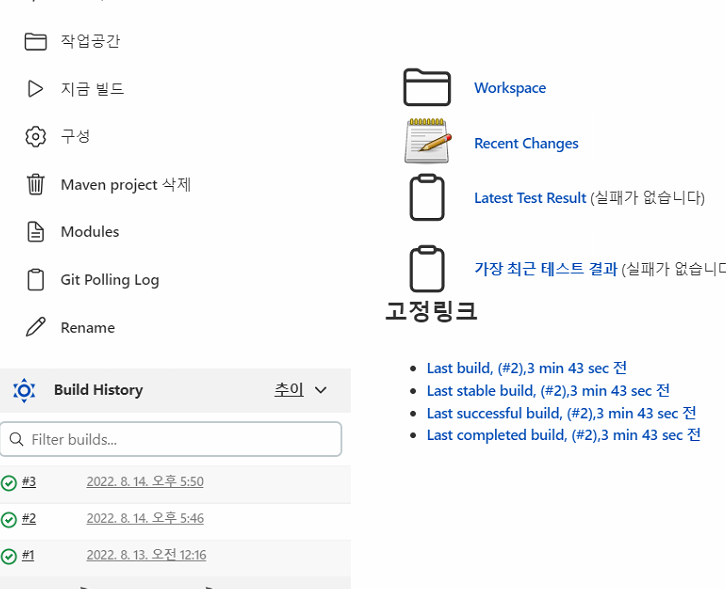 작업공간
지금 빌드
구성
Maven project 삭제
Modules
Git Polling Log
Rename
Build History 추이
Filter builds...
#3 2022. 8. 14. 오후 5:50
#2 2022. 8. 14. 오후 5:46
#1 2022. 8. 13. 오전 12:16
Workspace
Recent Changes
Latest Test Result (실패가 없습니다)
가장 최근 테스트 결과 (실패가 없습니다
고정링크
Last build, (#2),3 min 43 sec 전
Last stable build, (#2),3 min 43 sec 전
Last successful build, (#2),3 min 43 sec 전
Last completed build, (#2),3 min 43 sec 전